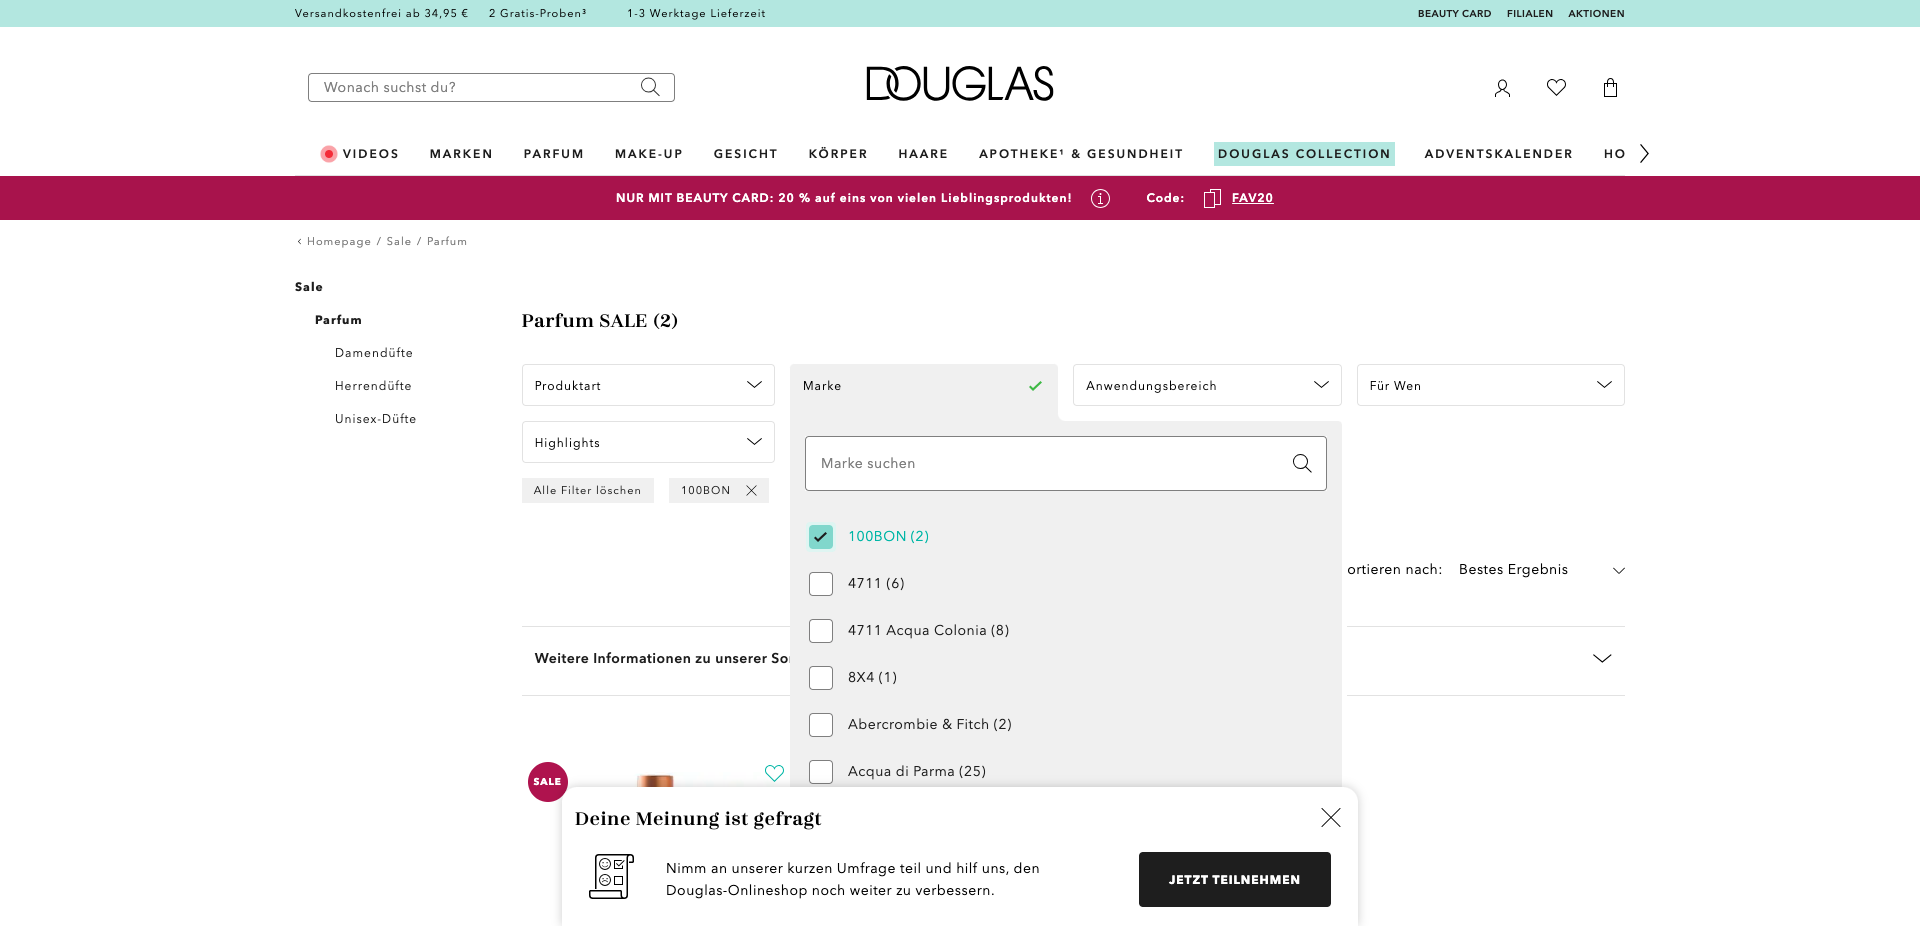 Versandkostenfrei ab 34,95 € 2 Gratis-Proben³ 1-3 Werktage Lieferzeit BEAUTY CARD FILIALEN AKTIONEN
Wonach suchst du?
DOUGLAS
VIDEOS MARKEN PARFUM MAKE-UP GESICHT KÖRPER HAARE APOTHEKE¹ & GESUNDHEIT DOUGLAS COLLECTION ADVENTSKALENDER HO
NUR MIT BEAUTY CARD: 20 % auf eins von vielen Lieblingsprodukten! Code: FAV20
Homepage / Sale / Parfum
Sale
Parfum
Damendüfte
Herrendüfte
Unisex-Düfte
Parfum SALE (2)
Produktart Marke Anwendungsbereich Für Wen
Highlights
Marke suchen
Alle Filter löschen 100BON
100BON (2)
4711 (6)
4711 Acqua Colonia (8)
8X4 (1)
Abercrombie & Fitch (2)
Acqua di Parma (25)
ortieren nach: Bestes Ergebnis
Weitere Informationen zu unserer So
SALE
Deine Meinung ist gefragt
Nimm an unserer kurzen Umfrage teil und hilf uns, den
Douglas-Onlineshop noch weiter zu verbessern.
JETZT TEILNEHMEN